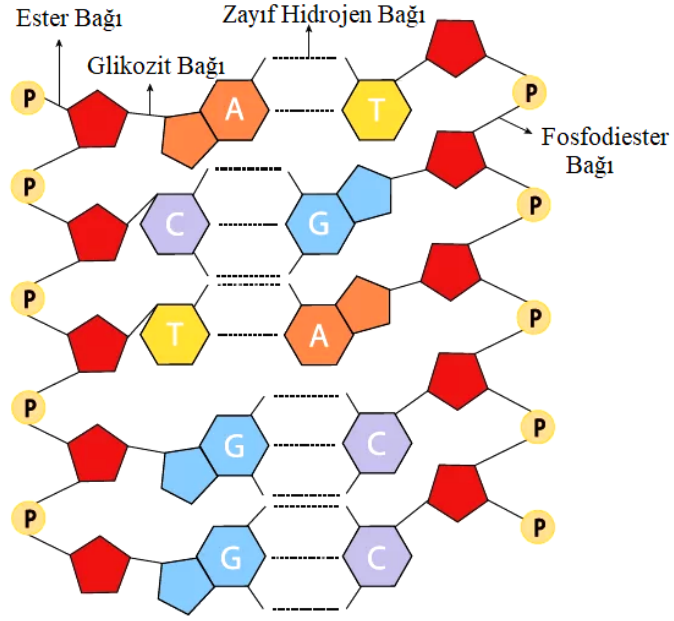 Ester Bağı
Zayıf Hidrojen Bağı
Glikozit Bağı
P A T P
Fosfodiester
Bağı
P C G P
T A
P P
P G C P
P G C P